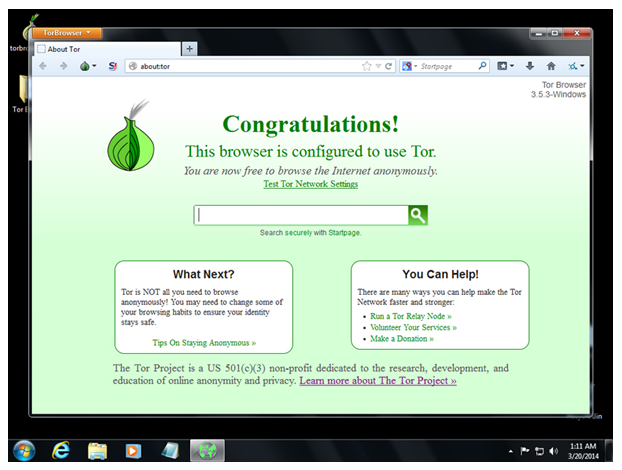 TorBrowser
About Tor
about:tor
Startpage
Tor Browser
3.5.3-Windows
Congratulations!
This browser is configured to use Tor.
You are now free to browse the Internet anonymously.
Test Tor Network Settings
Search securely with Startpage.
What Next?
Tor is NOT all you need to browse
anonymously! You may need to change some of
your browsing habits to ensure your identity
stays safe.
Tips On Staying Anonymous »
You Can Help!
There are many ways you can help make the Tor
Network faster and stronger:
Run a Tor Relay Node »
Volunteer Your Services »
Make a Donation »
The Tor Project is a US 501(c)(3) non-profit dedicated to the research, development, and
education of online anonymity and privacy. Learn more about The Tor Project »
1:11 AM
3/20/2014